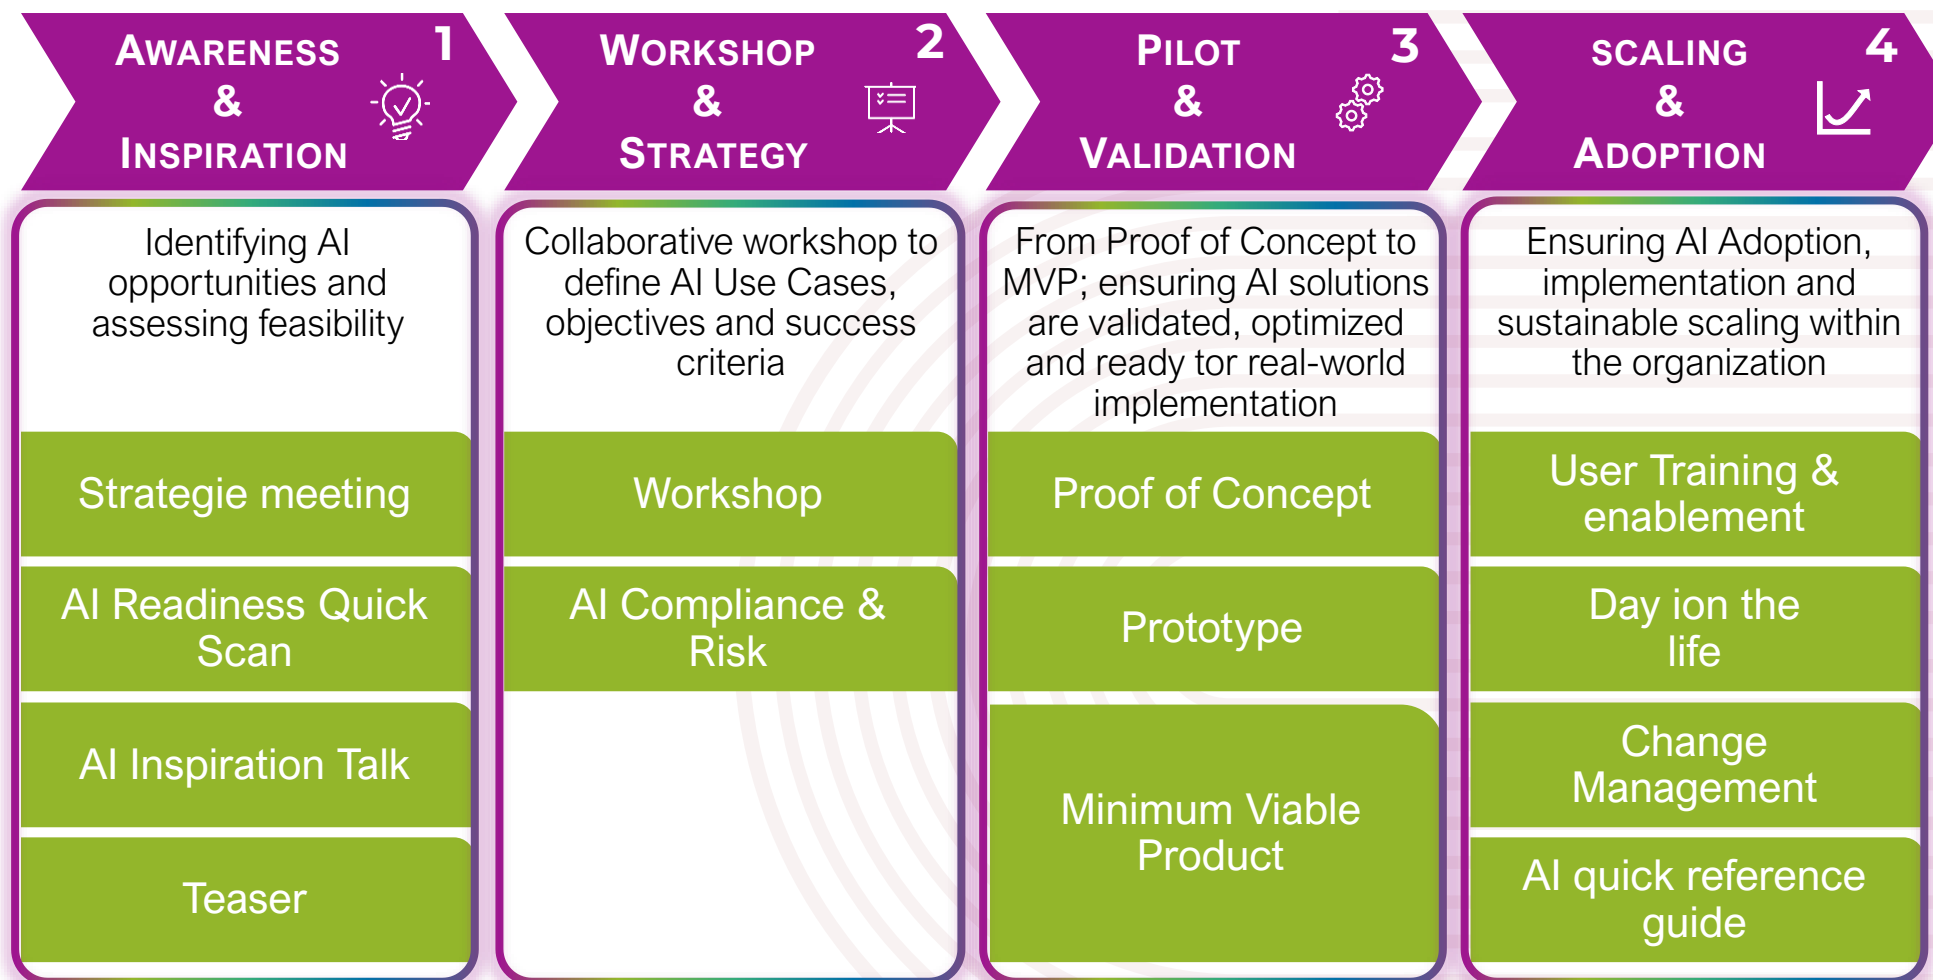 AWARENESS
&
INSPIRATION
1
Identifying AI
opportunities and
assessing feasibility
Strategie meeting
AI Readiness Quick
Scan
AI Inspiration Talk
Teaser
WORKSHOP
&
STRATEGY
2
Collaborative workshop to
define AI Use Cases,
objectives and success
criteria
Workshop
AI Compliance &
Risk
PILOT
&
VALIDATION
3
From Proof of Concept to
MVP; ensuring AI solutions
are validated, optimized
and ready tor real-world
implementation
Proof of Concept
Prototype
Minimum Viable
Product
SCALING
&
ADOPTION
4
Ensuring AI Adoption,
implementation and
sustainable scaling within
the organization
User Training &
enablement
Day ion the
life
Change
Management
AI quick reference
guide